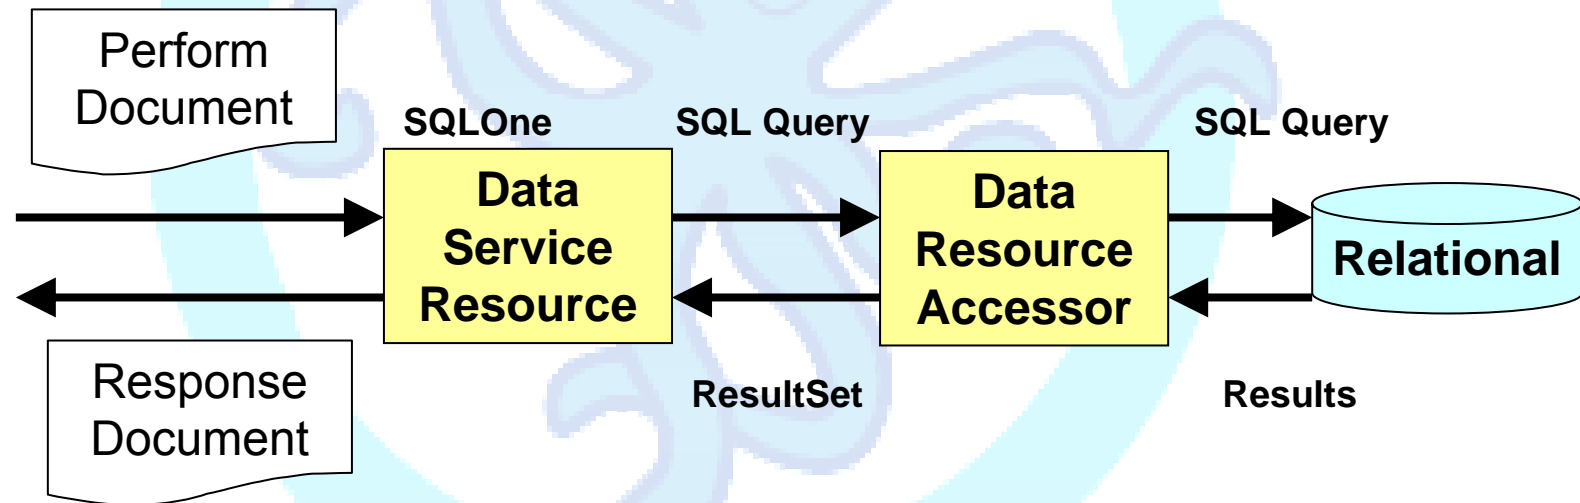 Perform
Document
SQLOne
SQL Query
SQL Query
Data
Service
Resource
Data
Resource
Accessor
Relational
Response
Document
ResultSet
Results